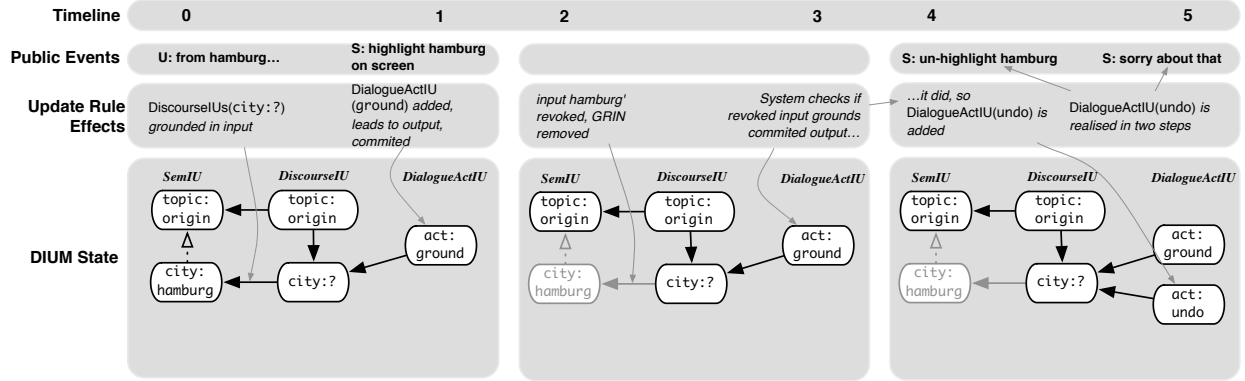 Timeline
0
1
2
3
4
5
Public Events
U: from hamburg…
S: highlight hamburg
on screen
S: un-highlight hamburg
S: sorry about that
Update Rule
Effects
DiscourseIUs(city:?)
grounded in input
DialogueActIU
(ground) added,
leads to output,
commited
input hamburg'
revoked, GRIN
removed
System checks if
revoked input grounds
commited output…
…it did, so
DialogueActIU(undo) is
added
DialogueActIU(undo) is
realised in two steps
DIUM State
SemIU
DiscourseIU
DialogueActIU
topic:
origin
topic:
origin
act:
ground
city:
hamburg
city:?
SemIU
DiscourseIU
DialogueActIU
topic:
origin
topic:
origin
act:
ground
city:
hamburg
city:?
SemIU
DiscourseIU
DialogueActIU
topic:
origin
topic:
origin
act:
ground
city:
hamburg
city:?
act:
undo